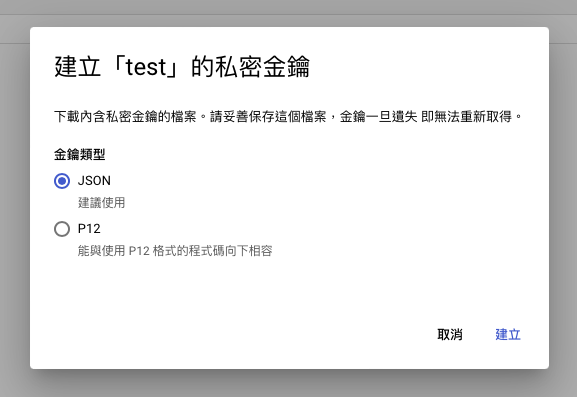 建立「test」的私密金鑰
下載內含私密金鑰的檔案。請妥善保存這個檔案，金鑰一旦遺失 即無法重新取得。
金鑰類型
JSON
建議使用
P12
能與使用 P12 格式的程式碼向下相容
取消 建立